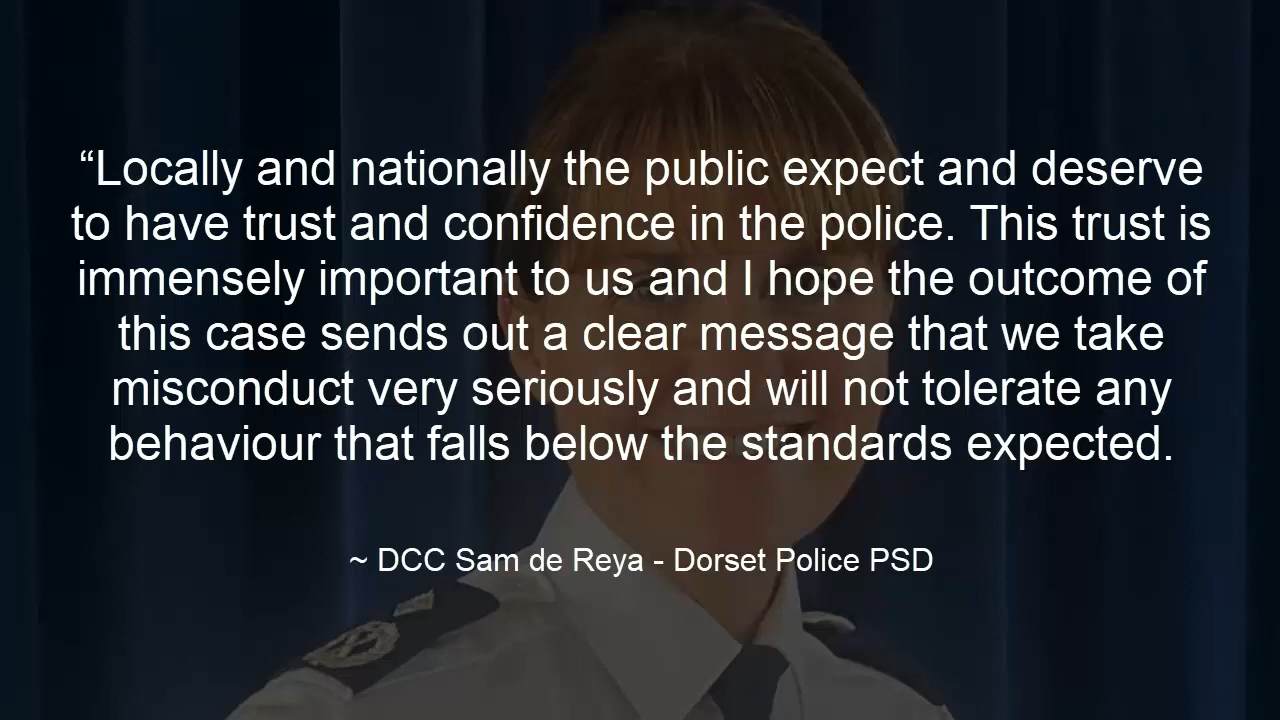 “Locally and nationally the public expect and deserve
to have trust and confidence in the police. This trust is
immensely important to us and I hope the outcome of
this case sends out a clear message that we take
misconduct very seriously and will not tolerate any
behaviour that falls below the standards expected.
~ DCC Sam de Reya - Dorset Police PSD